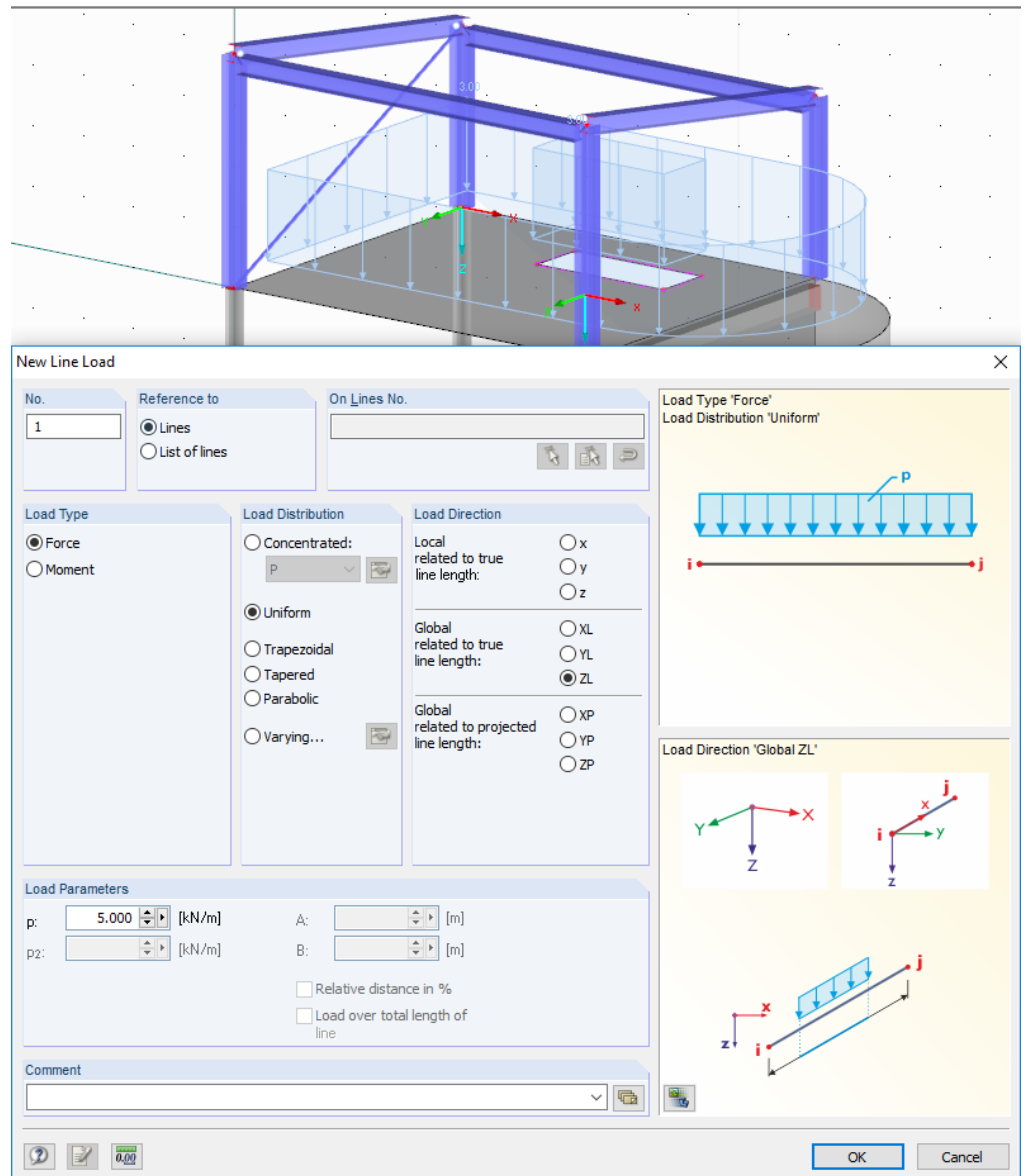 3.00
3.00
Y
X
Z
Y
X
New Line Load
No.
Reference to
On Lines No.
1
Lines
List of lines
Load Type
Force
Moment
Load Distribution
Concentrated:
P
Uniform
Trapezoidal
Tapered
Parabolic
Varying...
Load Direction
Local
related to true
line length:
x
y
z
Global
related to true
line length:
XL
YL
ZL
Global
related to projected
line length:
XP
YP
ZP
Load Type 'Force'
Load Distribution 'Uniform'
p
i
j
Load Direction 'Global ZL'
X
Y
Z
j
x
i
y
z
j
x
z
i
Load Parameters
p: 5.000 [kN/m]
A: [m]
p2: [kN/m]
B: [m]
Relative distance in %
Load over total length of
line
Comment
0.00
OK
Cancel